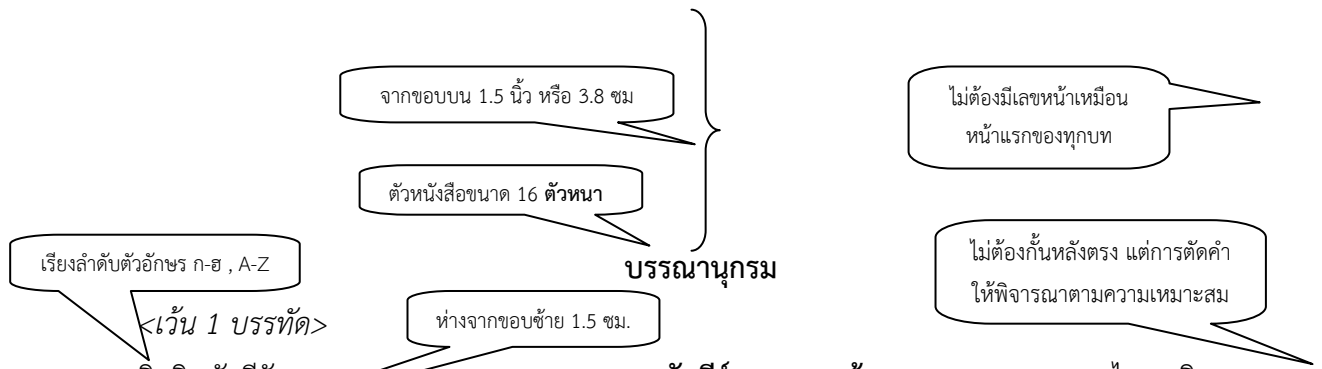 จากขอบบน 1.5 นิ้ว หรือ 3.8 ซม
ไม่ต้องมีเลขหน้าเหมือน
หน้าแรกของทุกบท
ตัวหนังสือขนาด 16 ตัวหนา
เรียงลำดับตัวอักษร ก-ฮ , A-Z
ไม่ต้องกั้นหลังตรง แต่การตัดคำ
ให้พิจารณาตามความเหมาะสม
บรรณานุกรม
<เว้น 1 บรรทัด>
ห่างจากขอบซ้าย 1.5 ซม.